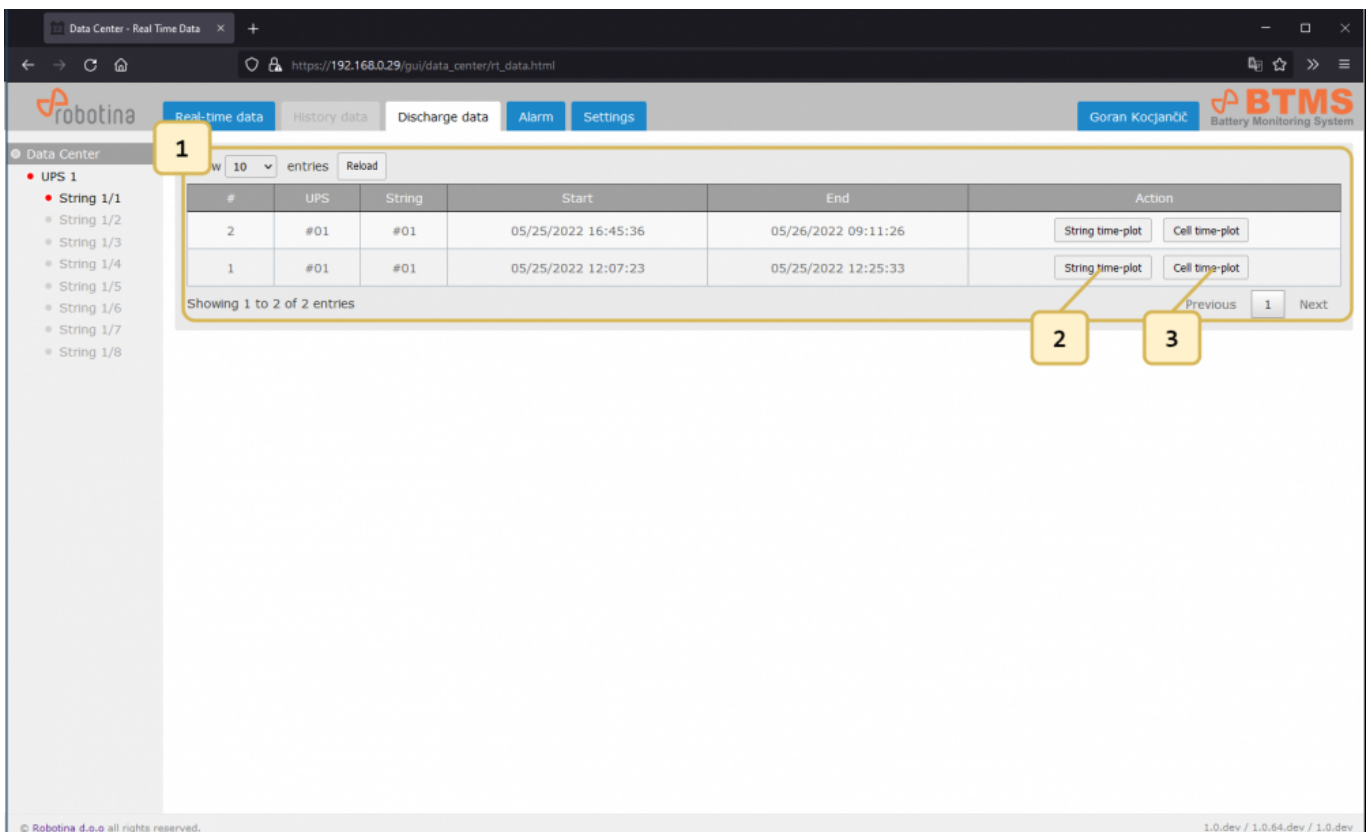 Data Center - Real Time Data
https://192.168.0.29/gui/data_center/rt_data.html
robotina
Real-time data History data Discharge data Alarm Settings Goran Kocjančič BTMS
Battery Monitoring System
Data Center
UPS 1
String 1/1
String 1/2
String 1/3
String 1/4
String 1/5
String 1/6
String 1/7
String 1/8
1
w 10 entries Reload
# UPS String Start End Action
2 #01 #01 05/25/2022 16:45:36 05/26/2022 09:11:26 String time-plot Cell time-plot
1 #01 #01 05/25/2022 12:07:23 05/25/2022 12:25:33 String time-plot Cell time-plot
Showing 1 to 2 of 2 entries Previous 1 Next
2 3
© Robotina d.o.o all rights reserved. 1.0.dev / 1.0.64.dev / 1.0.dev